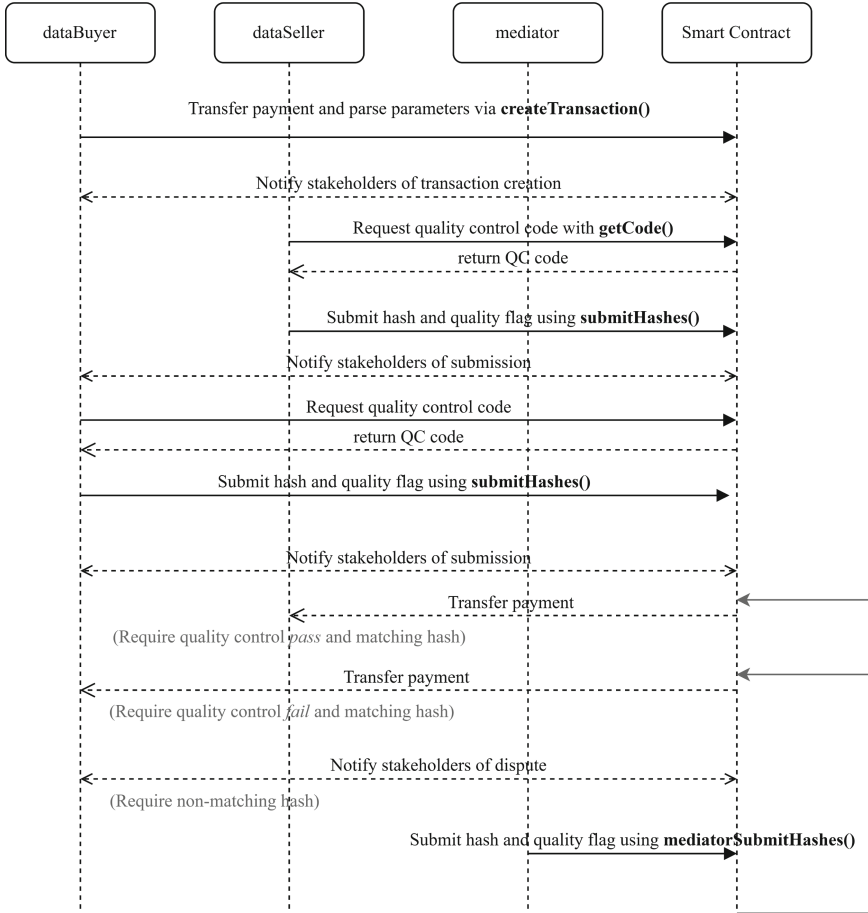 dataBuyer
dataSeller
mediator
Smart Contract
Transfer payment and parse parameters via createTransaction()
Notify stakeholders of transaction creation
Request quality control code with getCode()
return QC code
Submit hash and quality flag using submitHashes()
Notify stakeholders of submission
Request quality control code
return QC code
Submit hash and quality flag using submitHashes()
Notify stakeholders of submission
Transfer payment
(Require quality control pass and matching hash)
Transfer payment
(Require quality control fail and matching hash)
Notify stakeholders of dispute
(Require non-matching hash)
Submit hash and quality flag using mediatorSubmitHashes()